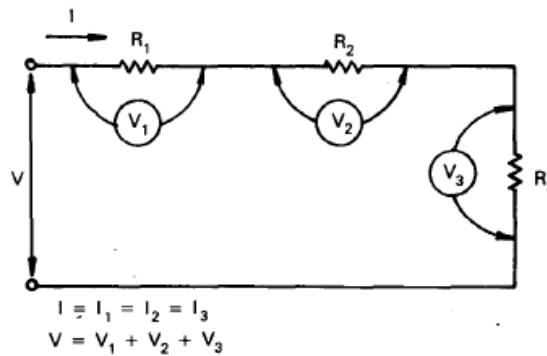 I
R₁
R₂
V₁
V₂
V
V₃
R
I = I₁ = I₂ = I₃
V = V₁ + V₂ + V₃